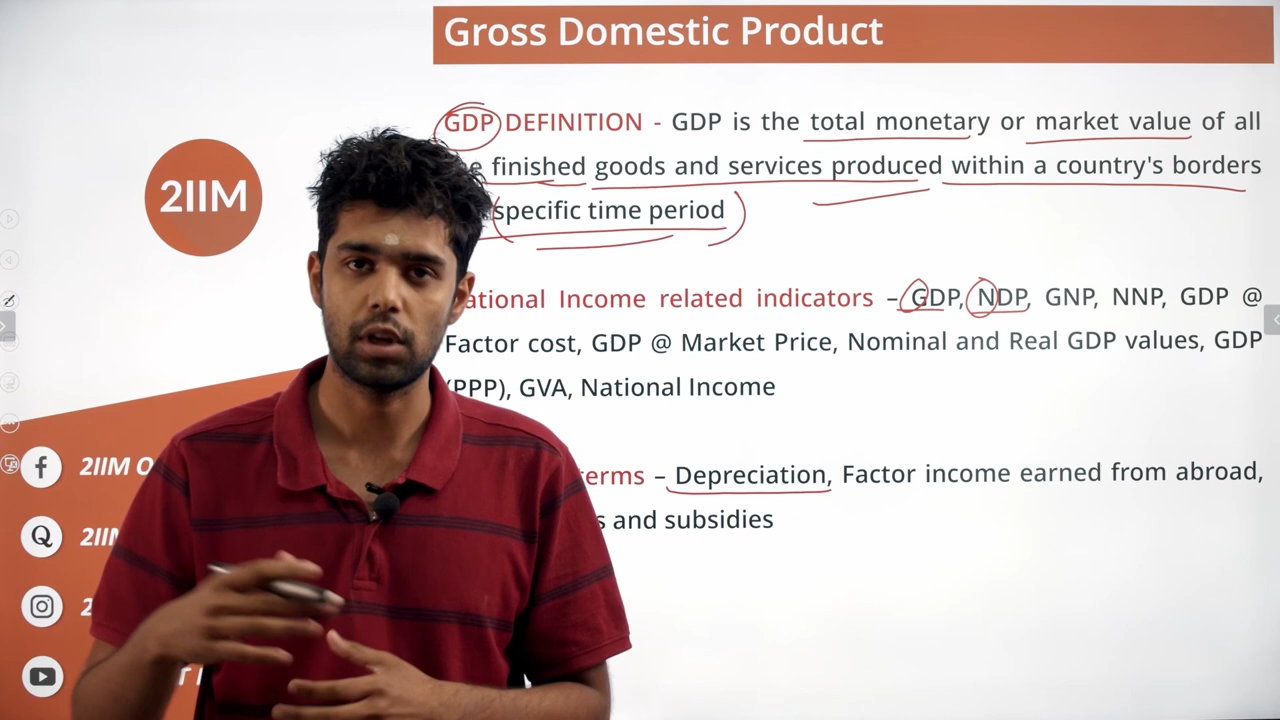 Gross Domestic Product
GDP DEFINITION - GDP is the total monetary or market value of all
finished goods and services produced within a country's borders
specific time period
2IIM
ational Income related indicators – GDP, NDP, GNP, NNP, GDP @
Factor cost, GDP @ Market Price, Nominal and Real GDP values, GDP
(PPP), GVA, National Income
terms – Depreciation, Factor income earned from abroad,
s and subsidies
2IIM O
2IIM
2